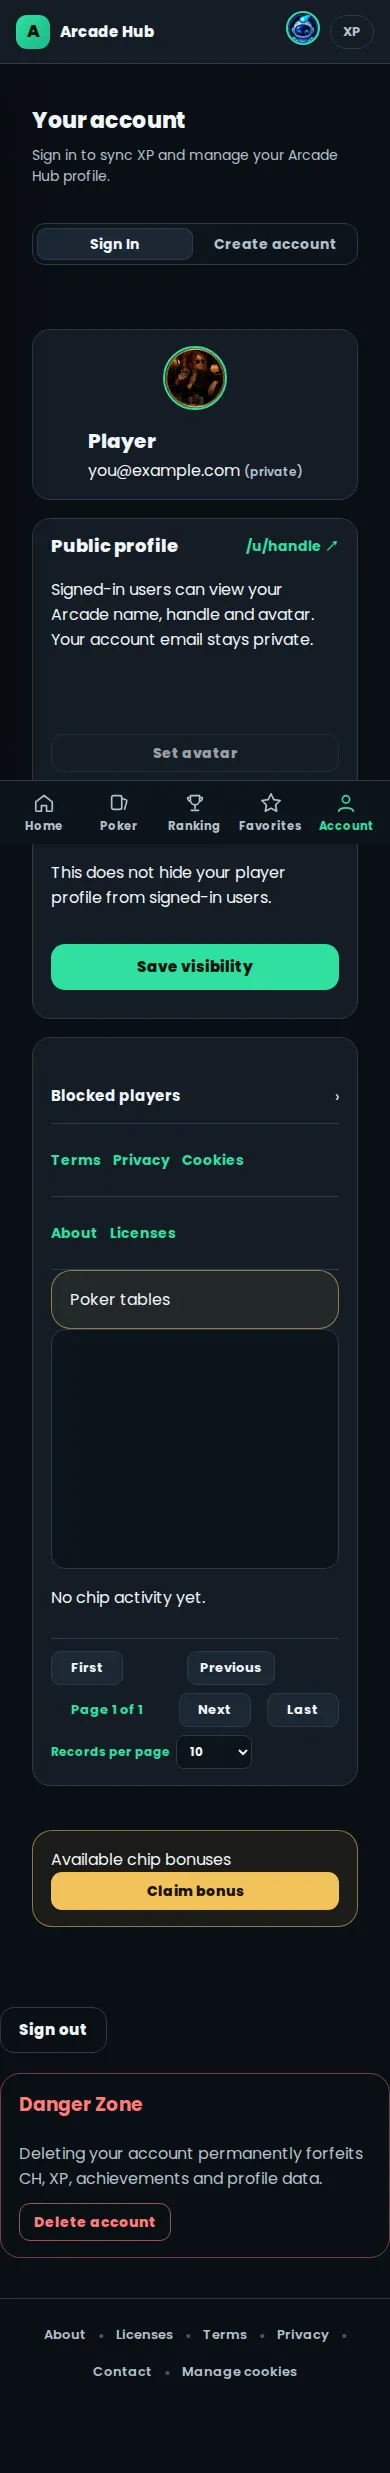 A Arcade Hub XP
Your account
Sign in to sync XP and manage your Arcade
Hub profile.
Sign In Create account
Player
you@example.com (private)
Public profile /u/handle ↗
Signed-in users can view your
Arcade name, handle and avatar.
Your account email stays private.
Set avatar
Home Poker Ranking Favorites Account
This does not hide your player
profile from signed-in users.
Save visibility
Blocked players ›
Terms Privacy Cookies
About Licenses
Poker tables
No chip activity yet.
First Previous
Page 1 of 1 Next Last
Records per page 10
Available chip bonuses
Claim bonus
Sign out
Danger Zone
Deleting your account permanently forfeits
CH, XP, achievements and profile data.
Delete account
About • Licenses • Terms • Privacy •
Contact • Manage cookies